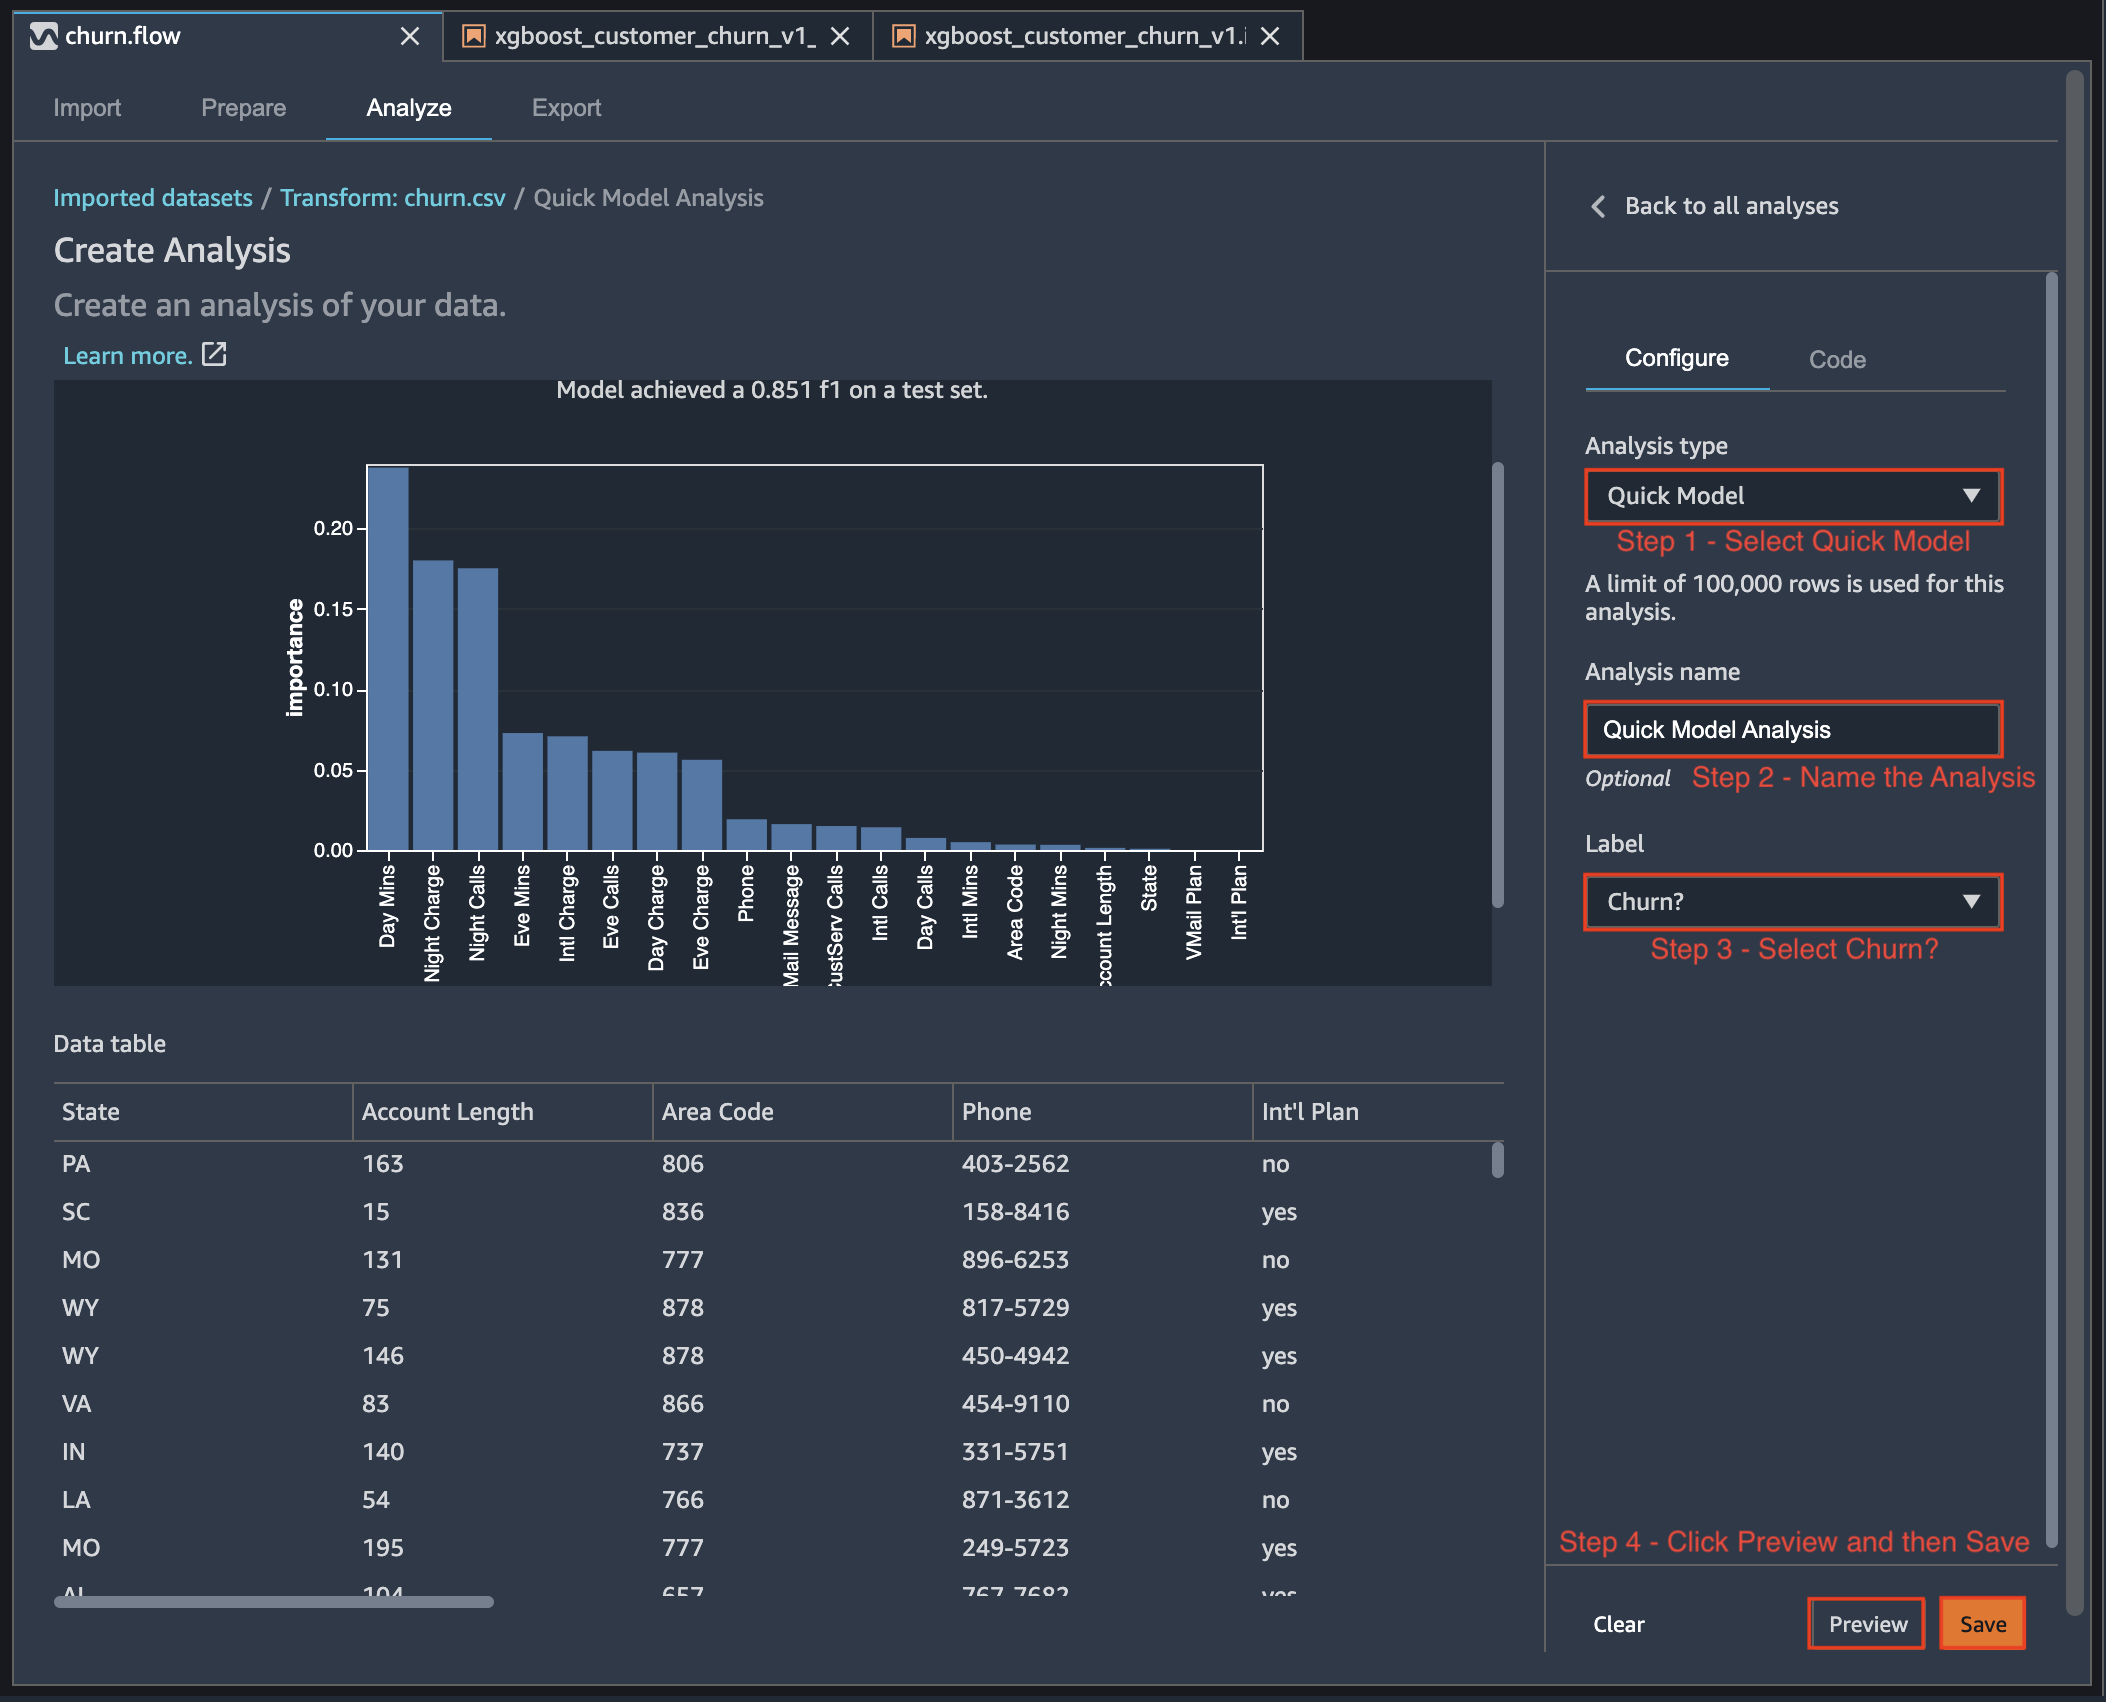 churn.flow
xgboost_customer_churn_v1_
xgboost_customer_churn_v1.i
Import Prepare Analyze Export
Imported datasets / Transform: churn.csv / Quick Model Analysis
Create Analysis
Create an analysis of your data.
Learn more.
Model achieved a 0.851 f1 on a test set.
importance
0.20
0.15
0.10
0.05
0.00
Day Mins
Night Charge
Night Calls
Eve Mins
Intl Charge
Eve Calls
Day Charge
Eve Charge
Phone
Mail Message
CustServ Calls
Intl Calls
Day Calls
Intl Mins
Area Code
Night Mins
ccount Length
State
VMail Plan
Int'l Plan
Data table
State Account Length Area Code Phone Int'l Plan
PA 163 806 403-2562 no
SC 15 836 158-8416 yes
MO 131 777 896-6253 no
WY 75 878 817-5729 yes
WY 146 878 450-4942 yes
VA 83 866 454-9110 no
IN 140 737 331-5751 yes
LA 54 766 871-3612 no
MO 195 777 249-5723 yes
104 657 767-7682 yes
Back to all analyses
Configure Code
Analysis type
Quick Model
Step 1 - Select Quick Model
A limit of 100,000 rows is used for this
analysis.
Analysis name
Quick Model Analysis
Optional Step 2 - Name the Analysis
Label
Churn?
Step 3 - Select Churn?
Step 4 - Click Preview and then Save
Clear Preview Save